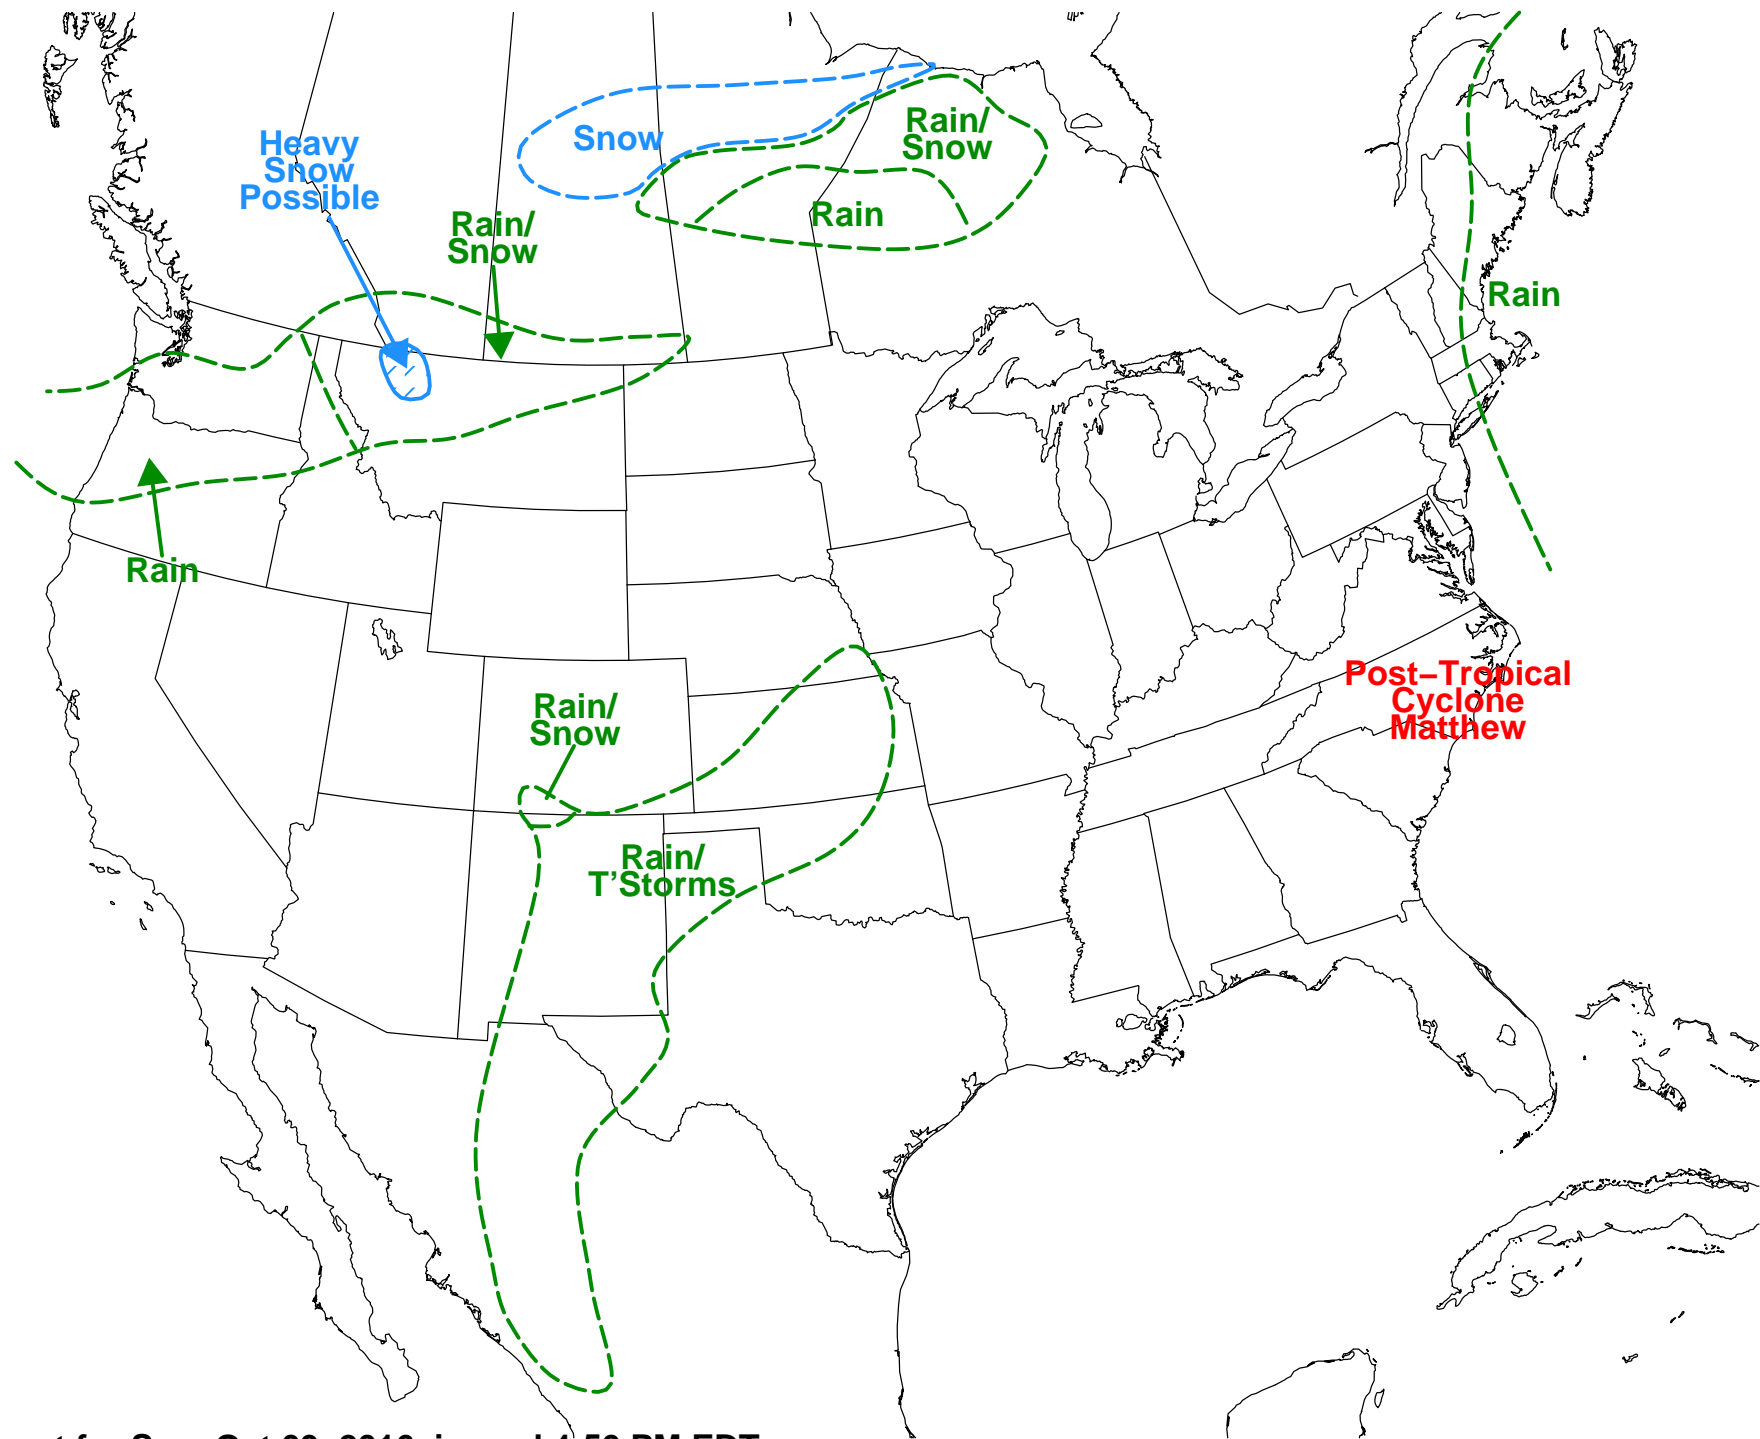 Rain/
Snow
Snow
Heavy
Snow
Possible
Rain
Rain/
Snow
Rain
Rain
Post–Tropical
Cyclone
Matthew
Rain/
Snow
Rain/
T'Storms